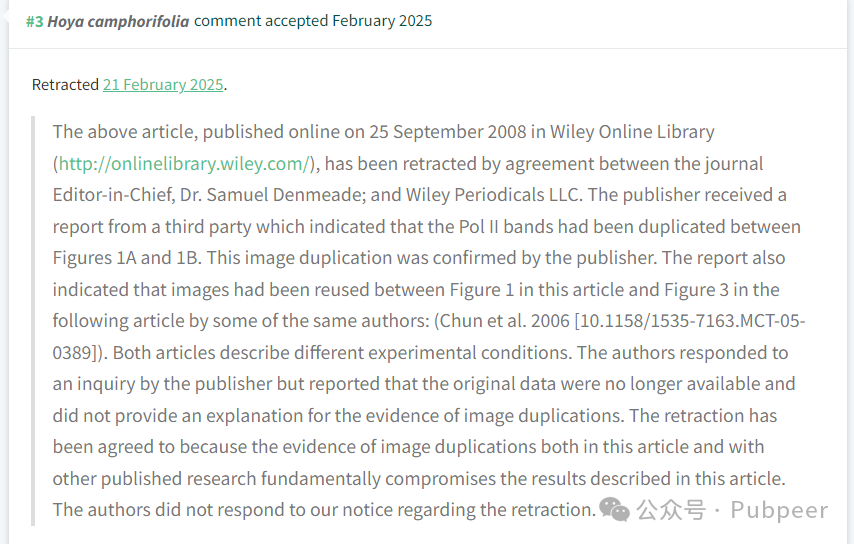 #3 Hoya camphorifolia comment accepted February 2025
Retracted 21 February 2025.
The above article, published online on 25 September 2008 in Wiley Online Library
(http://onlinelibrary.wiley.com/), has been retracted by agreement between the journal
Editor-in-Chief, Dr. Samuel Denmeade; and Wiley Periodicals LLC. The publisher received a
report from a third party which indicated that the Pol II bands had been duplicated between
Figures 1A and 1B. This image duplication was confirmed by the publisher. The report also
indicated that images had been reused between Figure 1 in this article and Figure 3 in the
following article by some of the same authors: (Chun et al. 2006 [10.1158/1535-7163.MCT-05-
0389]). Both articles describe different experimental conditions. The authors responded to
an inquiry by the publisher but reported that the original data were no longer available and
did not provide an explanation for the evidence of image duplications. The retraction has
been agreed to because the evidence of image duplications both in this article and with
other published research fundamentally compromises the results described in this article.
The authors did not respond to our notice regarding the retraction.
公众号 · Pubpeer